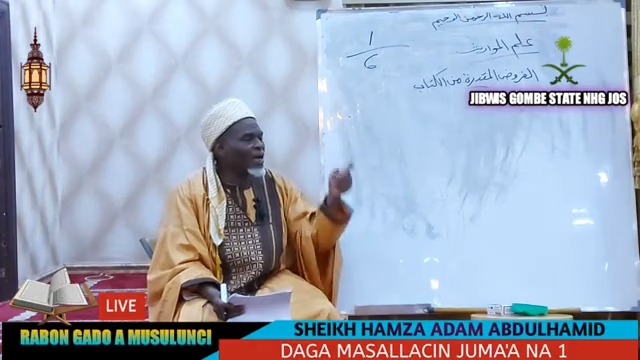 بسم الله الرحمن الرحيم
علم المواريث
1
6
الفروض المقدرة من الكتاب
JIBWIS GOMBE STATE NHG JOS
LIVE
RABON GADO A MUSULUNCI
SHEIKH HAMZA ADAM ABDULHAMID
DAGA MASALLACIN JUMA'A NA 1